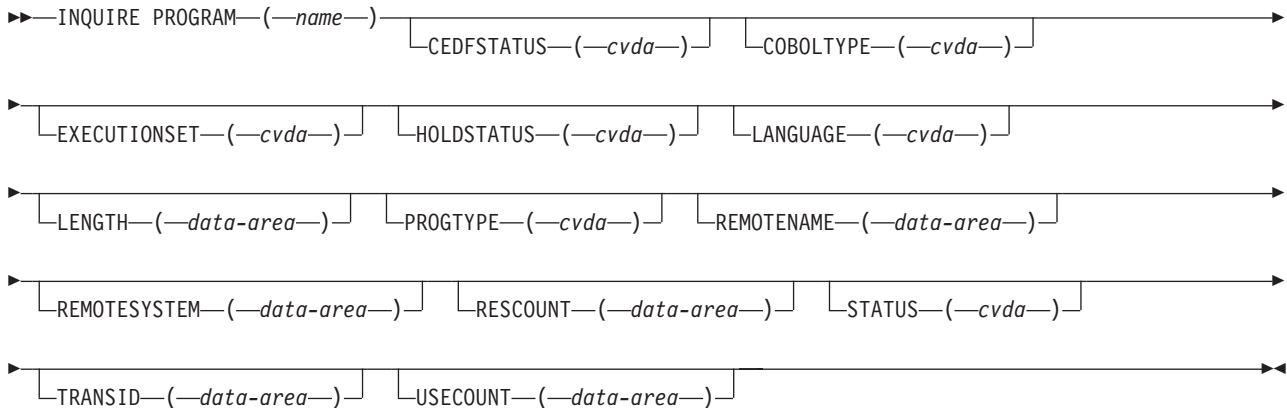 INQUIRE PROGRAM ( name )
CEDFSTATUS ( cvda ) COBOLTYPE ( cvda )
EXECUTIONSET ( cvda ) HOLDSTATUS ( cvda ) LANGUAGE ( cvda )
LENGTH ( data-area ) PROGTYPE ( cvda ) REMOTENAME ( data-area )
REMOTESYSTEM ( data-area ) RESCOUNT ( data-area ) STATUS ( cvda )
TRANSID ( data-area ) USECOUNT ( data-area )